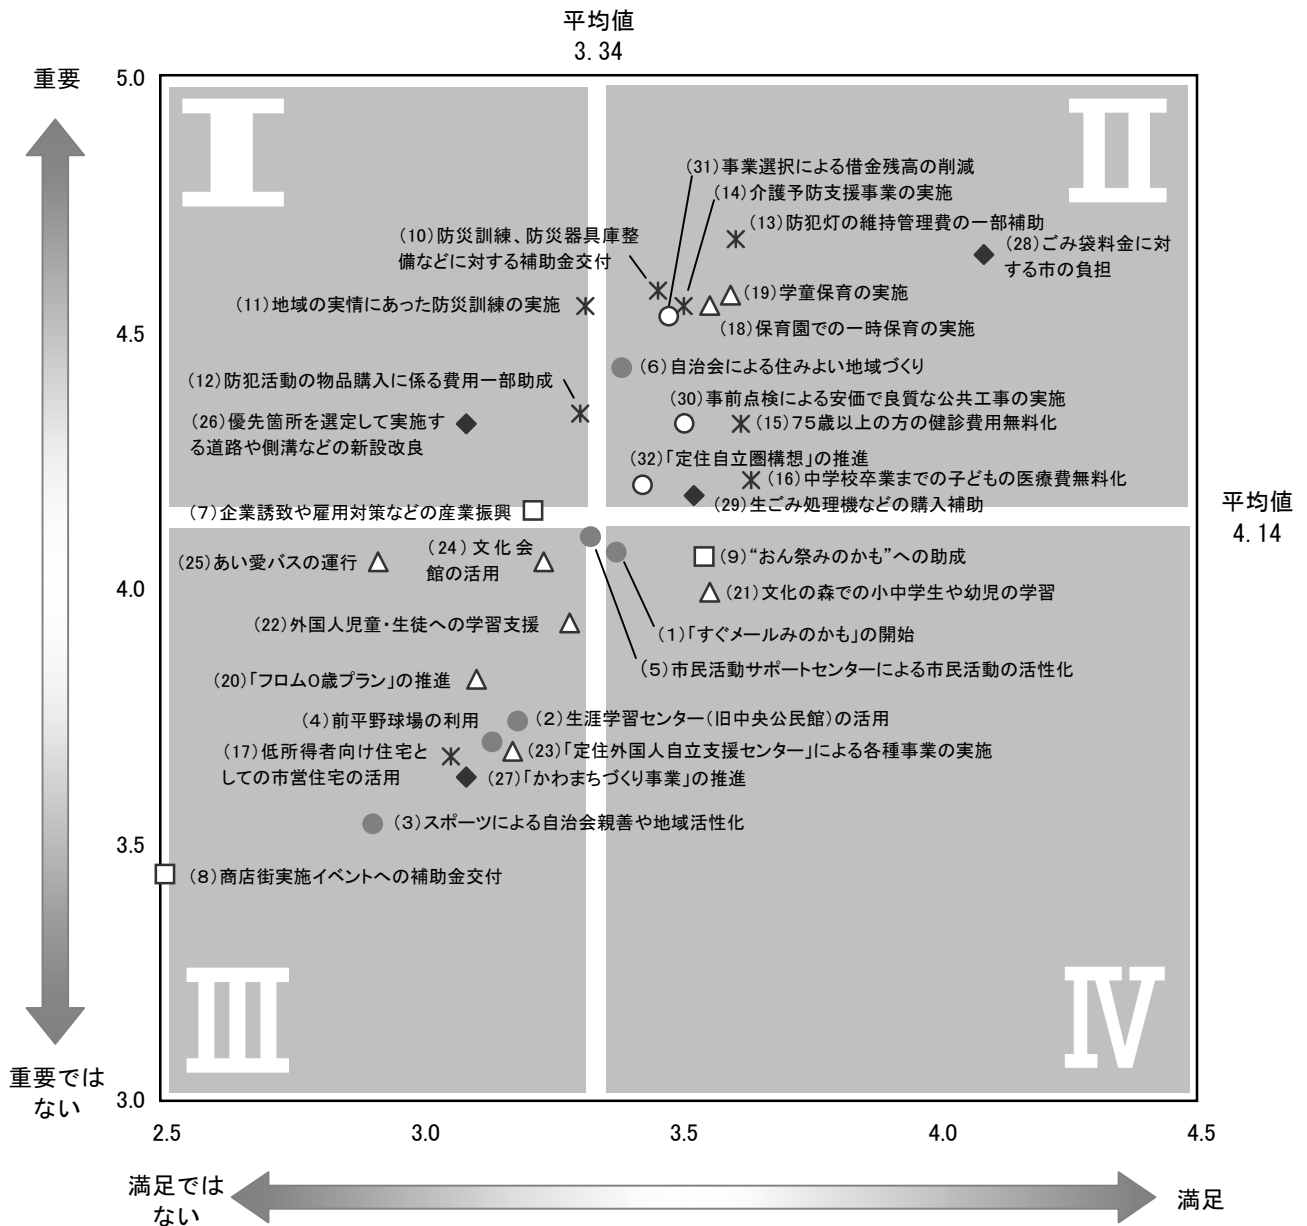 平均値
3.34
重要
5.0
I
II
(31)事業選択による借金残高の削減
(14)介護予防支援事業の実施
(13)防犯灯の維持管理費の一部補助
(10)防災訓練、防災器具庫整
備などに対する補助金交付
(28)ごみ袋料金に対
する市の負担
(11)地域の実情にあった防災訓練の実施
(19)学童保育の実施
(18)保育園での一時保育の実施
4.5
(6)自治会による住みよい地域づくり
(12)防犯活動の物品購入に係る費用一部助成
(30)事前点検による安価で良質な公共工事の実施
(26)優先箇所を選定して実施す
る道路や側溝などの新設改良
(15)75歳以上の方の健診費用無料化
(32)「定住自立圏構想」の推進
(16)中学校卒業までの子どもの医療費無料化
(29)生ごみ処理機などの購入補助
(7)企業誘致や雇用対策などの産業振興
平均値
4.14
(25)あい愛バスの運行
(24)文化会
館の活用
(9)“おん祭みのかも”への助成
4.0
(21)文化の森での小中学生や幼児の学習
(22)外国人児童・生徒への学習支援
(1)「すぐメールみのかも」の開始
(5)市民活動サポートセンターによる市民活動の活性化
(20)「フロム0歳プラン」の推進
(4)前平野球場の利用
(2)生涯学習センター(旧中央公民館)の活用
(17)低所得者向け住宅と
しての市営住宅の活用
(23)「定住外国人自立支援センター」による各種事業の実施
(27)「かわまちづくり事業」の推進
(3)スポーツによる自治会親善や地域活性化
3.5
(8)商店街実施イベントへの補助金交付
III
IV
重要では
ない
3.0
2.5
3.0
3.5
4.0
4.5
満足では
ない
満足